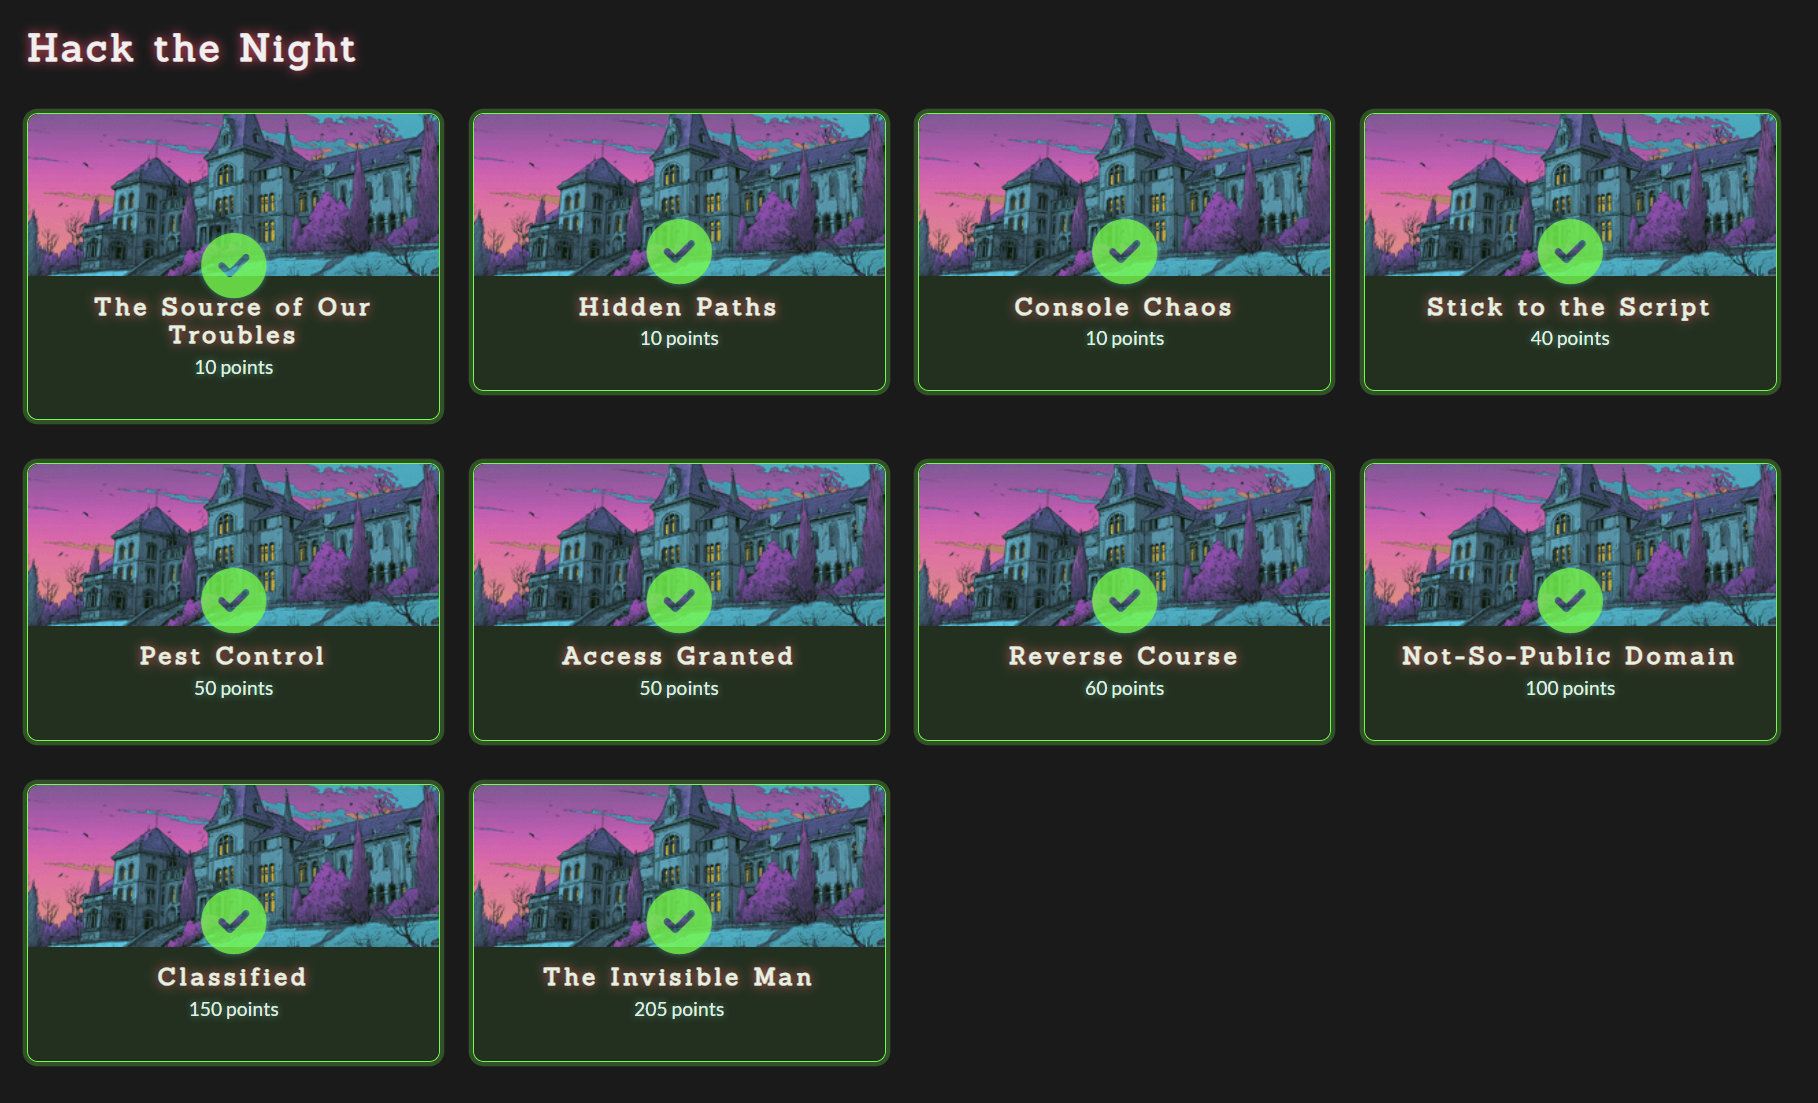 Hack the Night
The Source of Our
Troubles
10 points
Hidden Paths
10 points
Console Chaos
10 points
Stick to the Script
40 points
Pest Control
50 points
Access Granted
50 points
Reverse Course
60 points
Not-So-Public Domain
100 points
Classified
150 points
The Invisible Man
205 points